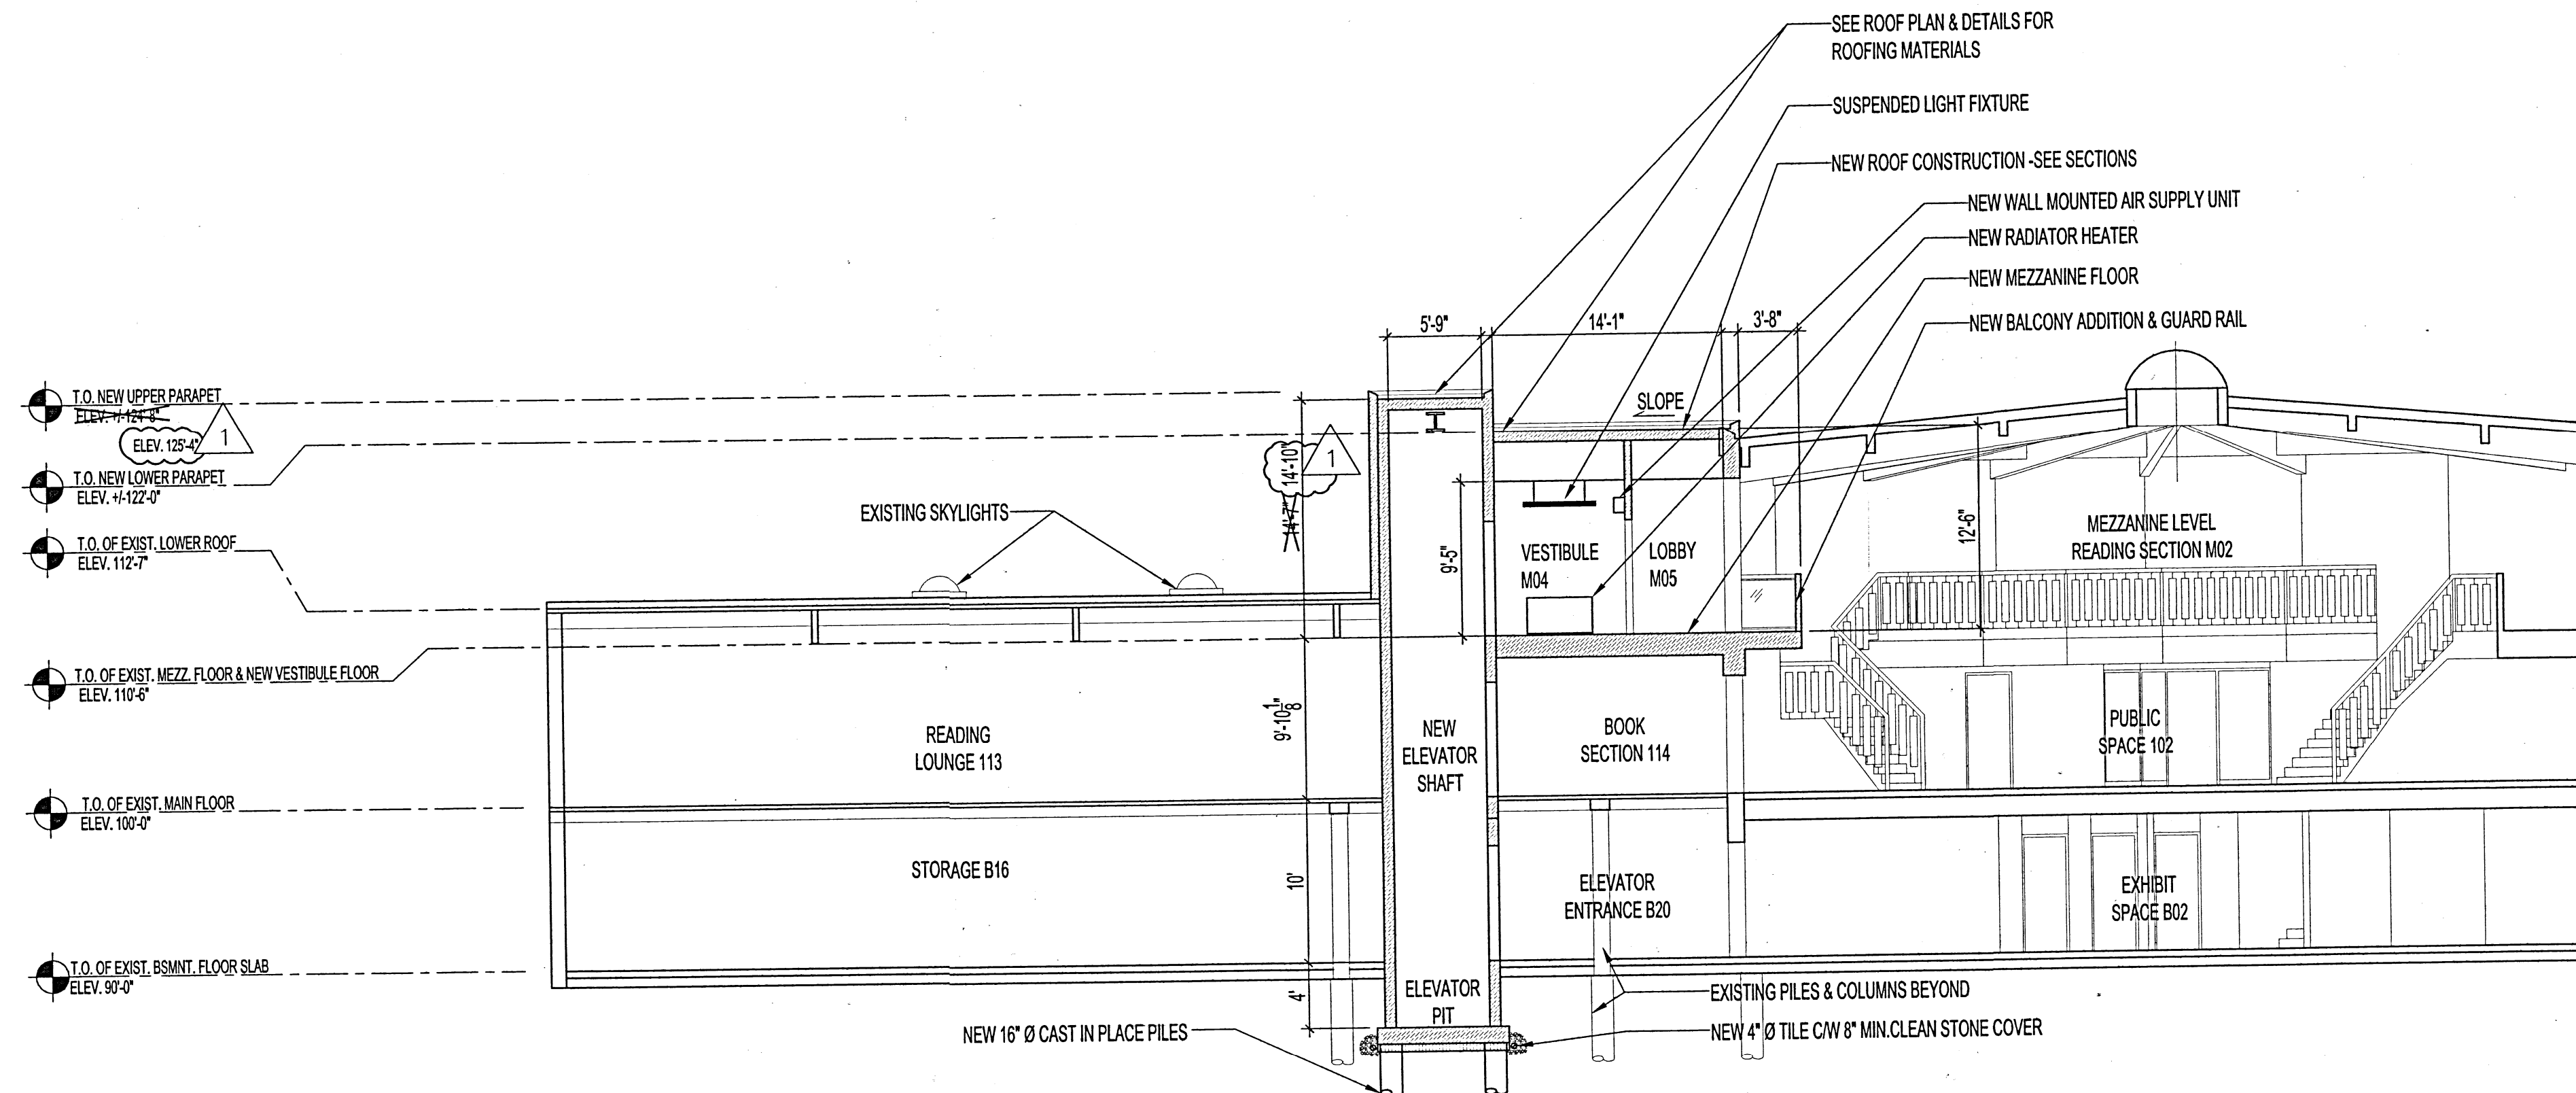 SEE ROOF PLAN & DETAILS FOR
ROOFING MATERIALS
SUSPENDED LIGHT FIXTURE
NEW ROOF CONSTRUCTION -SEE SECTIONS
NEW WALL MOUNTED AIR SUPPLY UNIT
NEW RADIATOR HEATER
NEW MEZZANINE FLOOR
NEW BALCONY ADDITION & GUARD RAIL
5'-9"
14'-1"
3'-8"
T.O. NEW UPPER PARAPET
ELEV. +/-124'-8"
ELEV. 125'-4"
1
T.O. NEW LOWER PARAPET
ELEV. +/-122'-0"
T.O. OF EXIST. LOWER ROOF
ELEV. 112'-7"
T.O. OF EXIST. MEZZ. FLOOR & NEW VESTIBULE FLOOR
ELEV. 110'-6"
T.O. OF EXIST. MAIN FLOOR
ELEV. 100'-0"
T.O. OF EXIST. BSMNT. FLOOR SLAB
ELEV. 90'-0"
EXISTING SKYLIGHTS
14'-10"
1
14'-7"
SLOPE
9'-5"
VESTIBULE
M04
LOBBY
M05
12'-6"
MEZZANINE LEVEL
READING SECTION M02
9'-10 1/8"
READING
LOUNGE 113
NEW
ELEVATOR
SHAFT
BOOK
SECTION 114
PUBLIC
SPACE 102
STORAGE B16
10'
ELEVATOR
ENTRANCE B20
EXHIBIT
SPACE B02
4'
ELEVATOR
PIT
EXISTING PILES & COLUMNS BEYOND
NEW 16" Ø CAST IN PLACE PILES
NEW 4" Ø TILE C/W 8" MIN.CLEAN STONE COVER